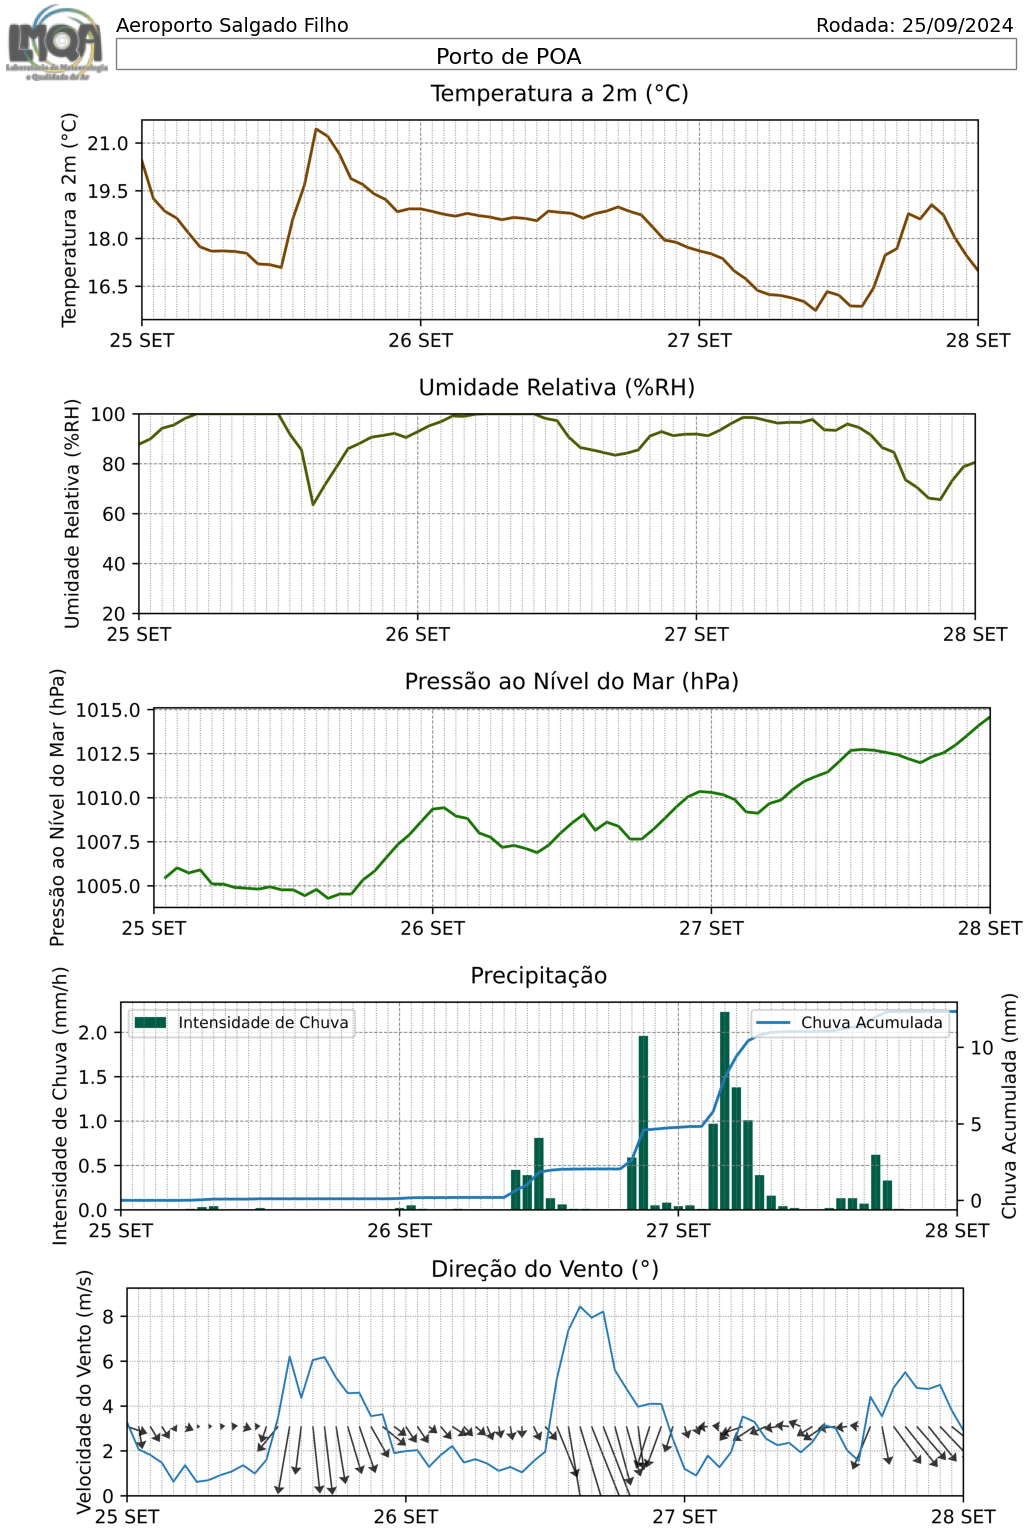 LMQA
Laboratório de Meteorologia
e Qualidade do Ar
Aeroporto Salgado Filho
Rodada: 25/09/2024
Porto de POA
Temperatura a 2m (°C)
Temperatura a 2m (°C)
21.0
19.5
18.0
16.5
25 SET
26 SET
27 SET
28 SET
Umidade Relativa (%RH)
Umidade Relativa (%RH)
100
80
60
40
20
25 SET
26 SET
27 SET
28 SET
Pressão ao Nível do Mar (hPa)
Pressão ao Nível do Mar (hPa)
1015.0
1012.5
1010.0
1007.5
1005.0
25 SET
26 SET
27 SET
28 SET
Precipitação
Intensidade de Chuva (mm/h)
2.0
1.5
1.0
0.5
0.0
Intensidade de Chuva
Chuva Acumulada
10
5
0
Chuva Acumulada (mm)
25 SET
26 SET
27 SET
28 SET
Direção do Vento (°)
Velocidade do Vento (m/s)
8
6
4
2
0
25 SET
26 SET
27 SET
28 SET